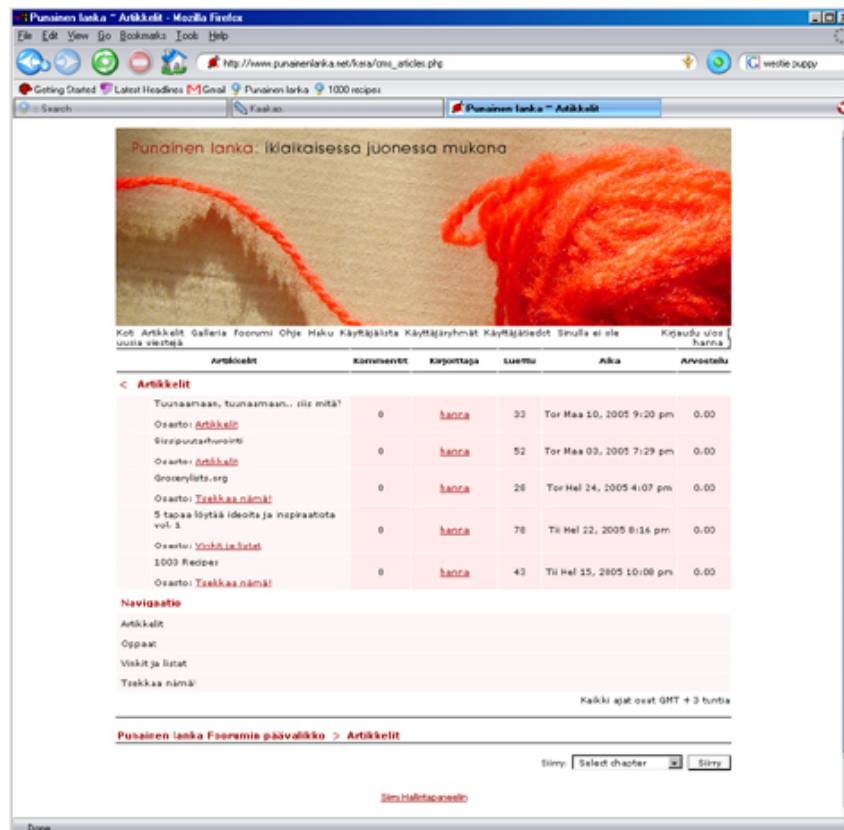 Punainen lanka ~ Artikkelit - Mozilla Firefox
File Edit View Go Bookmarks Tools Help
http://www.punainenlanka.net/kasa/cms_articles.php
westie puppy
Getting Started Latest Headlines Gmail Punainen lanka 1000 recipes
:: Search
Punainen lanka ~ Artikkelit
Punainen lanka: iklaikaisessa juonessa mukana
Koti Artikkelit Galleria Foorumi Ohje Haku Käyttäjälista Käyttäjäryhmät Käyttäjätiedot Sinulla ei ole Kirjaudu ulos [
uusia viestejä hanna ]
Artikkelit Kommentit Kirjoittaja Luettu Aika Arvostelu
< Artikkelit
Tuunaamaan, tuunaamaan.. siis mitä?
0 hanna 33 Tor Maa 10, 2005 9:20 pm 0.00
Osasto: Artikkelit
0 hanna 52 Tor Maa 03, 2005 7:29 pm 0.00
Osasto: Artikkelit
Grocerylists.org
0 hanna 28 Tor Hel 24, 2005 4:07 pm 0.00
Osasto: Tsekkaa nämä!
5 tapaa löytää ideoita ja inspiraatiota
vol. 1
0 hanna 78 Tii Hel 22, 2005 8:16 pm 0.00
Osasto: Vinkit ja listat
1000 Recipes
0 hanna 43 Tii Hel 15, 2005 10:08 pm 0.00
Osasto: Tsekkaa nämä!
Navigaatio
Artikkelit
Oppaat
Vinkit ja listat
Tsekkaa nämä!
Kaikki ajat ovat GMT + 3 tuntia
Punainen lanka Foorumin päävalikko > Artikkelit
Siirry: Select chapter Siirry
Siirry Hallintapaneeliin
Done